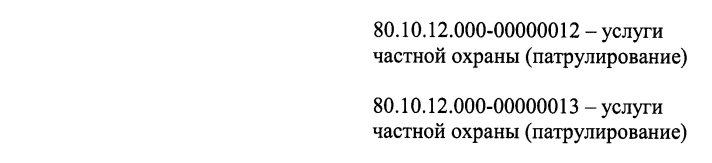 80.10.12.000-00000012 – услуги
частной охраны (патрулирование)
80.10.12.000-00000013 – услуги
частной охраны (патрулирование)